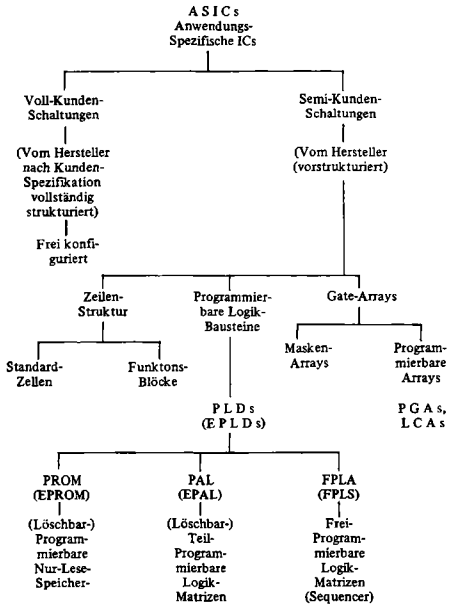 A S I C s
Anwendungs-
Spezifische ICs
Voll-Kunden-
Schaltungen
(Vom Hersteller
nach Kunden-
Spezifikation
vollständig
strukturiert)
Frei konfi-
guriert
Semi-Kunden-
Schaltungen
(Vom Hersteller
(vorstrukturiert)
Zeilen-
Struktur
Programmier-
bare Logik-
Bausteine
Gate-Arrays
Standard-
Zellen
Funktons-
Blöcke
Masken-
Arrays
Program-
mierbare
Arrays
P G A s,
L C A s
P L D s
(E P L D s)
PROM
(EPROM)
(Löschbar-)
Program-
mierbare
Nur-Lese-
Speicher-
PAL
(EPAL)
(Löschbar-)
Teil-
Program-
mierbare
Logik-
Matrizen
FPLA
(FPLS)
Frei-
Program-
mierbare
Logik-
Matrizen
(Sequencer)